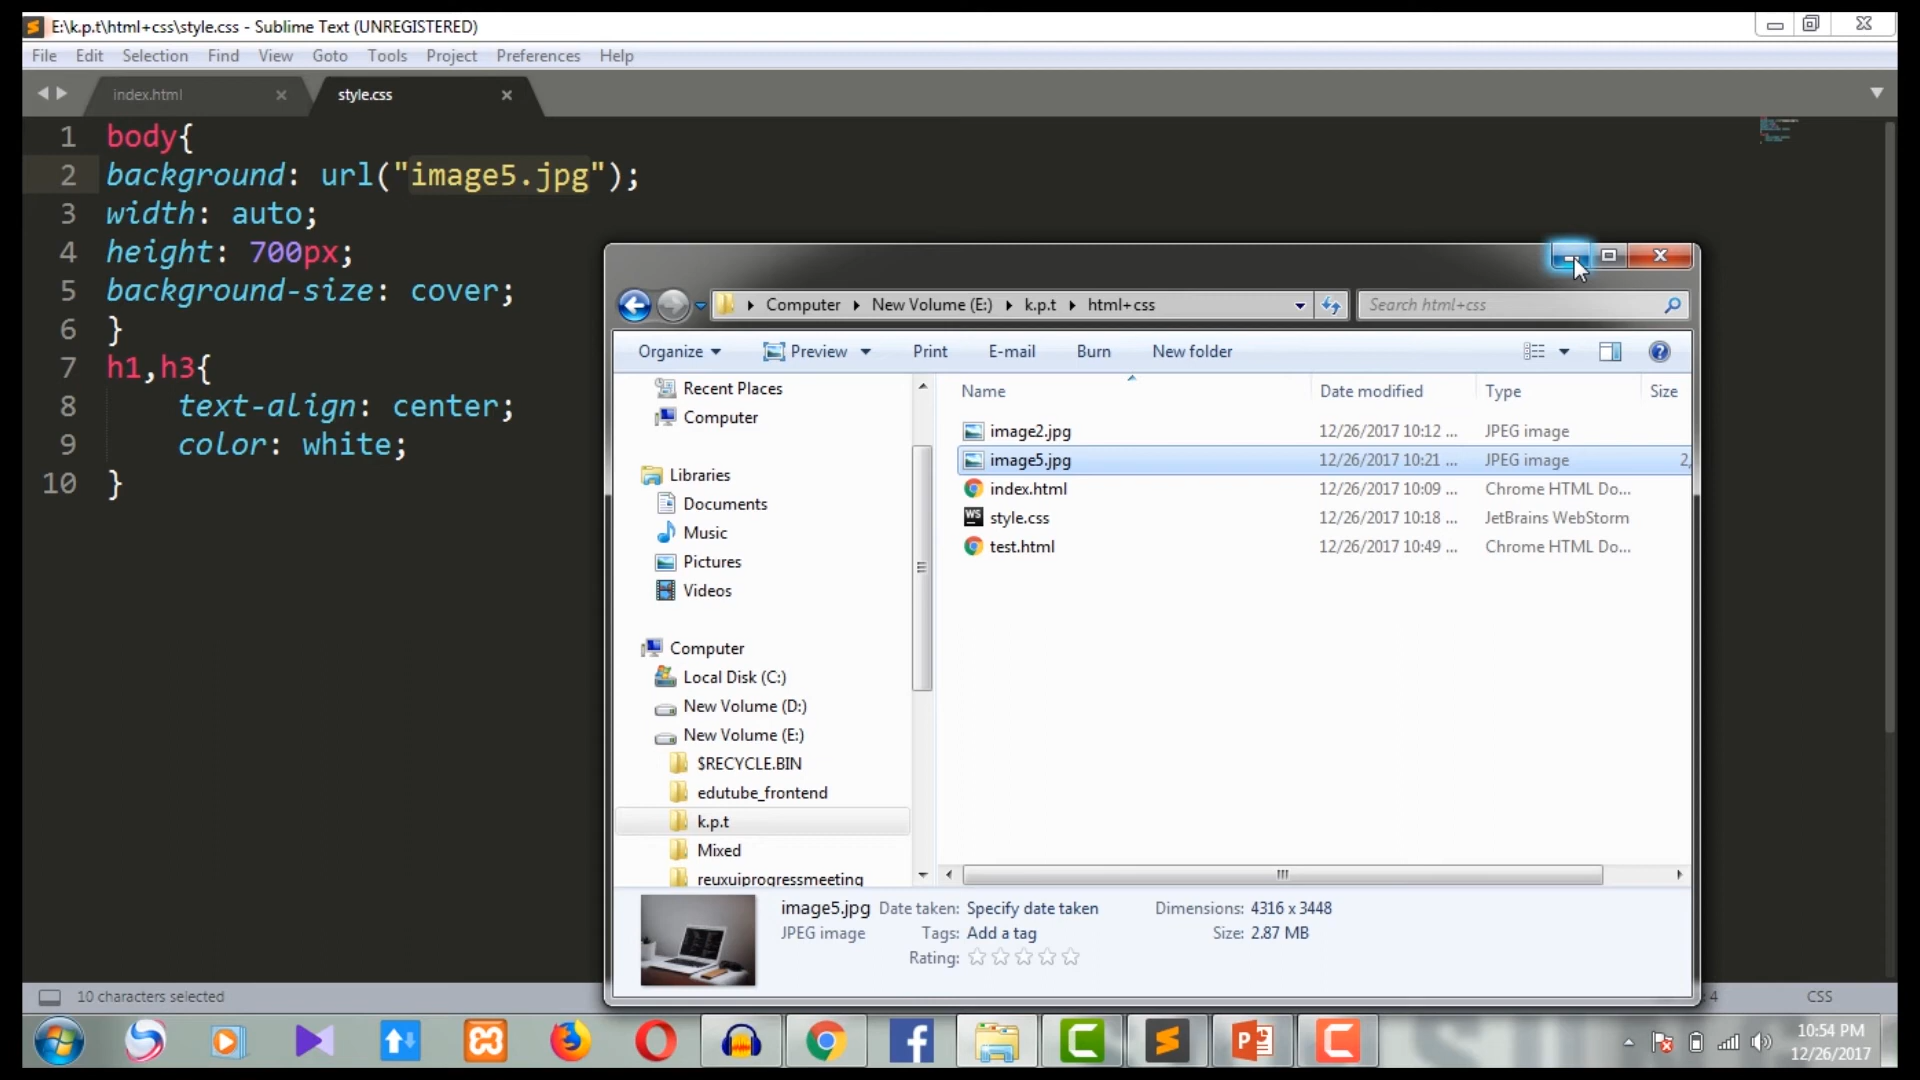 E:\k.p.t\html+css\style.css - Sublime Text (UNREGISTERED)
File Edit Selection Find View Goto Tools Project Preferences Help
index.html style.css
1 body{
2 background: url("image5.jpg");
3 width: auto;
4 height: 700px;
5 background-size: cover;
6 }
7 h1,h3{
8 text-align: center;
9 color: white;
10 }
Computer New Volume (E:) k.p.t html+css Search html+css
Organize Preview Print E-mail Burn New folder
Recent Places
Computer
Libraries
Documents
Music
Pictures
Videos
Computer
Local Disk (C:)
New Volume (D:)
New Volume (E:)
$RECYCLE.BIN
edutube_frontend
k.p.t
Mixed
reuxuiprogressmeeting
Name Date modified Type Size
image2.jpg 12/26/2017 10:12 ... JPEG image
image5.jpg 12/26/2017 10:21 ... JPEG image 2,
index.html 12/26/2017 10:09 ... Chrome HTML Do...
style.css 12/26/2017 10:18 ... JetBrains WebStorm
test.html 12/26/2017 10:49 ... Chrome HTML Do...
image5.jpg Date taken: Specify date taken Dimensions: 4316 x 3448
JPEG image Tags: Add a tag Size: 2.87 MB
Rating:
10 characters selected : 4 CSS
10:54 PM
12/26/2017